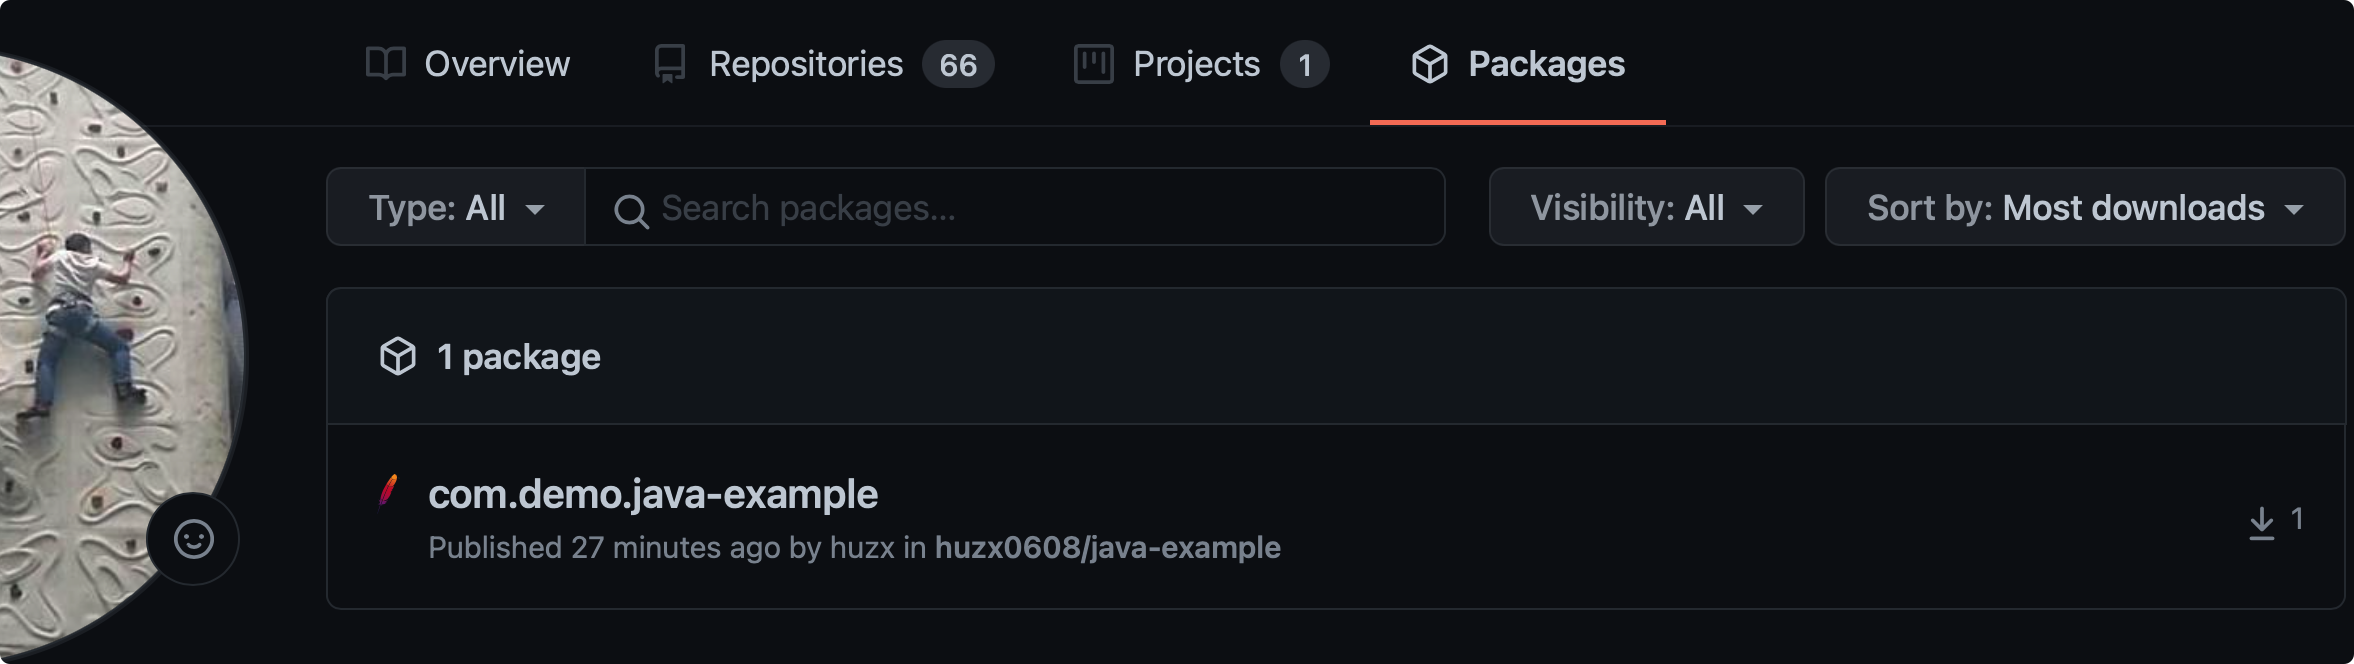 Overview Repositories 66 Projects 1 Packages
Type: All Search packages... Visibility: All Sort by: Most downloads
1 package
com.demo.java-example
Published 27 minutes ago by huzx in huzx0608/java-example
1